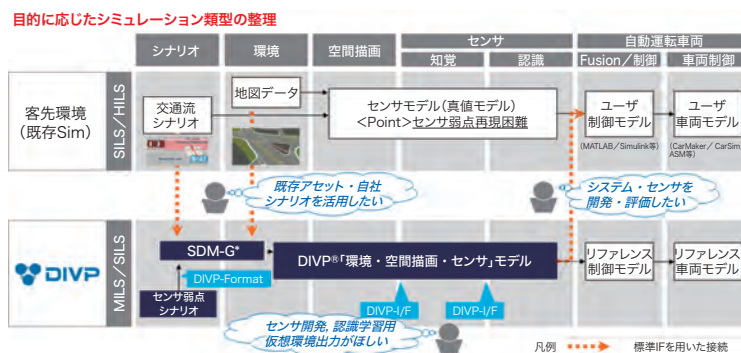 目的に応じたシミュレーション類型の整理
シナリオ
環境
空間描画
センサ
知覚
認識
自動運転車両
Fusion／制御
車両制御
客先環境
（既存Sim）
SILS／HILS
交通流
シナリオ
地図データ
センサモデル（真値モデル）
<Point>センサ弱点再現困難
ユーザ
制御モデル
（MATLAB／Simulink等）
ユーザ
車両モデル
（CarMaker／ CarSim,
ASM等）
既存アセット・自社
シナリオを活用したい
システム・センサを
開発・評価したい
DIVP
MILS／SILS
SDM-G*
DIVP-Format
センサ弱点
シナリオ
DIVP®「環境・空間描画・センサ」モデル
DIVP-I/F
DIVP-I/F
リファレンス
制御モデル
リファレンス
車両モデル
センサ開発, 認識学習用
仮想環境出力がほしい
凡例
標準IFを用いた接続